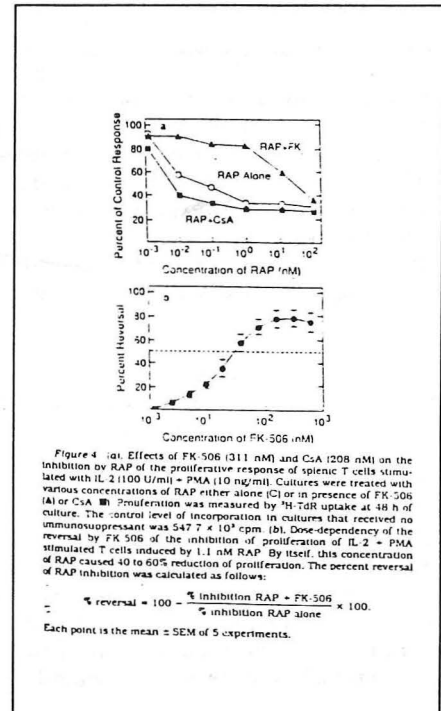 Percent of Control Response
100
80
60
40
20
a
RAP+FK
RAP Alone
RAP+CsA
10-3 10-2 10-1 100 101 102
Concentration of RAP (nM)
Percent Reversal
100
80
60
40
20
101 102 103
Concentration of FK-506 (nM)
Figure 4 (a). Effects of FK-506 (311 nM) and CsA (208 nM) on the
inhibition by RAP of the proliferative response of splenic T cells stimu-
lated with IL-2 (100 U/ml) + PMA (10 ng/ml). Cultures were treated with
various concentrations of RAP either alone (C) or in presence of FK-506
(▲) or CsA ■). Proliferation was measured by ³H-TdR uptake at 48 h of
culture. The control level of incorporation in cultures that received no
immunosuppressant was 547.7 × 10³ cpm. (b). Dose-dependency of the
reversal by FK 506 of the inhibition of proliferation of IL-2 + PMA
stimulated T cells induced by 1.1 nM RAP. By itself, this concentration
of RAP caused 40 to 60% reduction of proliferation. The percent reversal
of RAP inhibition was calculated as follows:
% reversal = 100 − % inhibition RAP + FK-506 / % inhibition RAP alone × 100.
Each point is the mean ± SEM of 5 experiments.